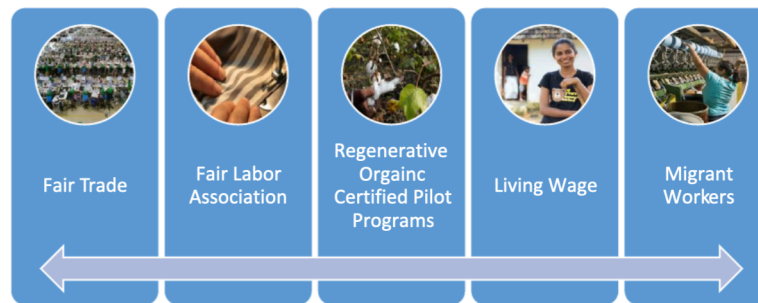 Fair Trade
Fair Labor
Association
Regenerative
Orgainc
Certified Pilot
Programs
Living Wage
Migrant
Workers